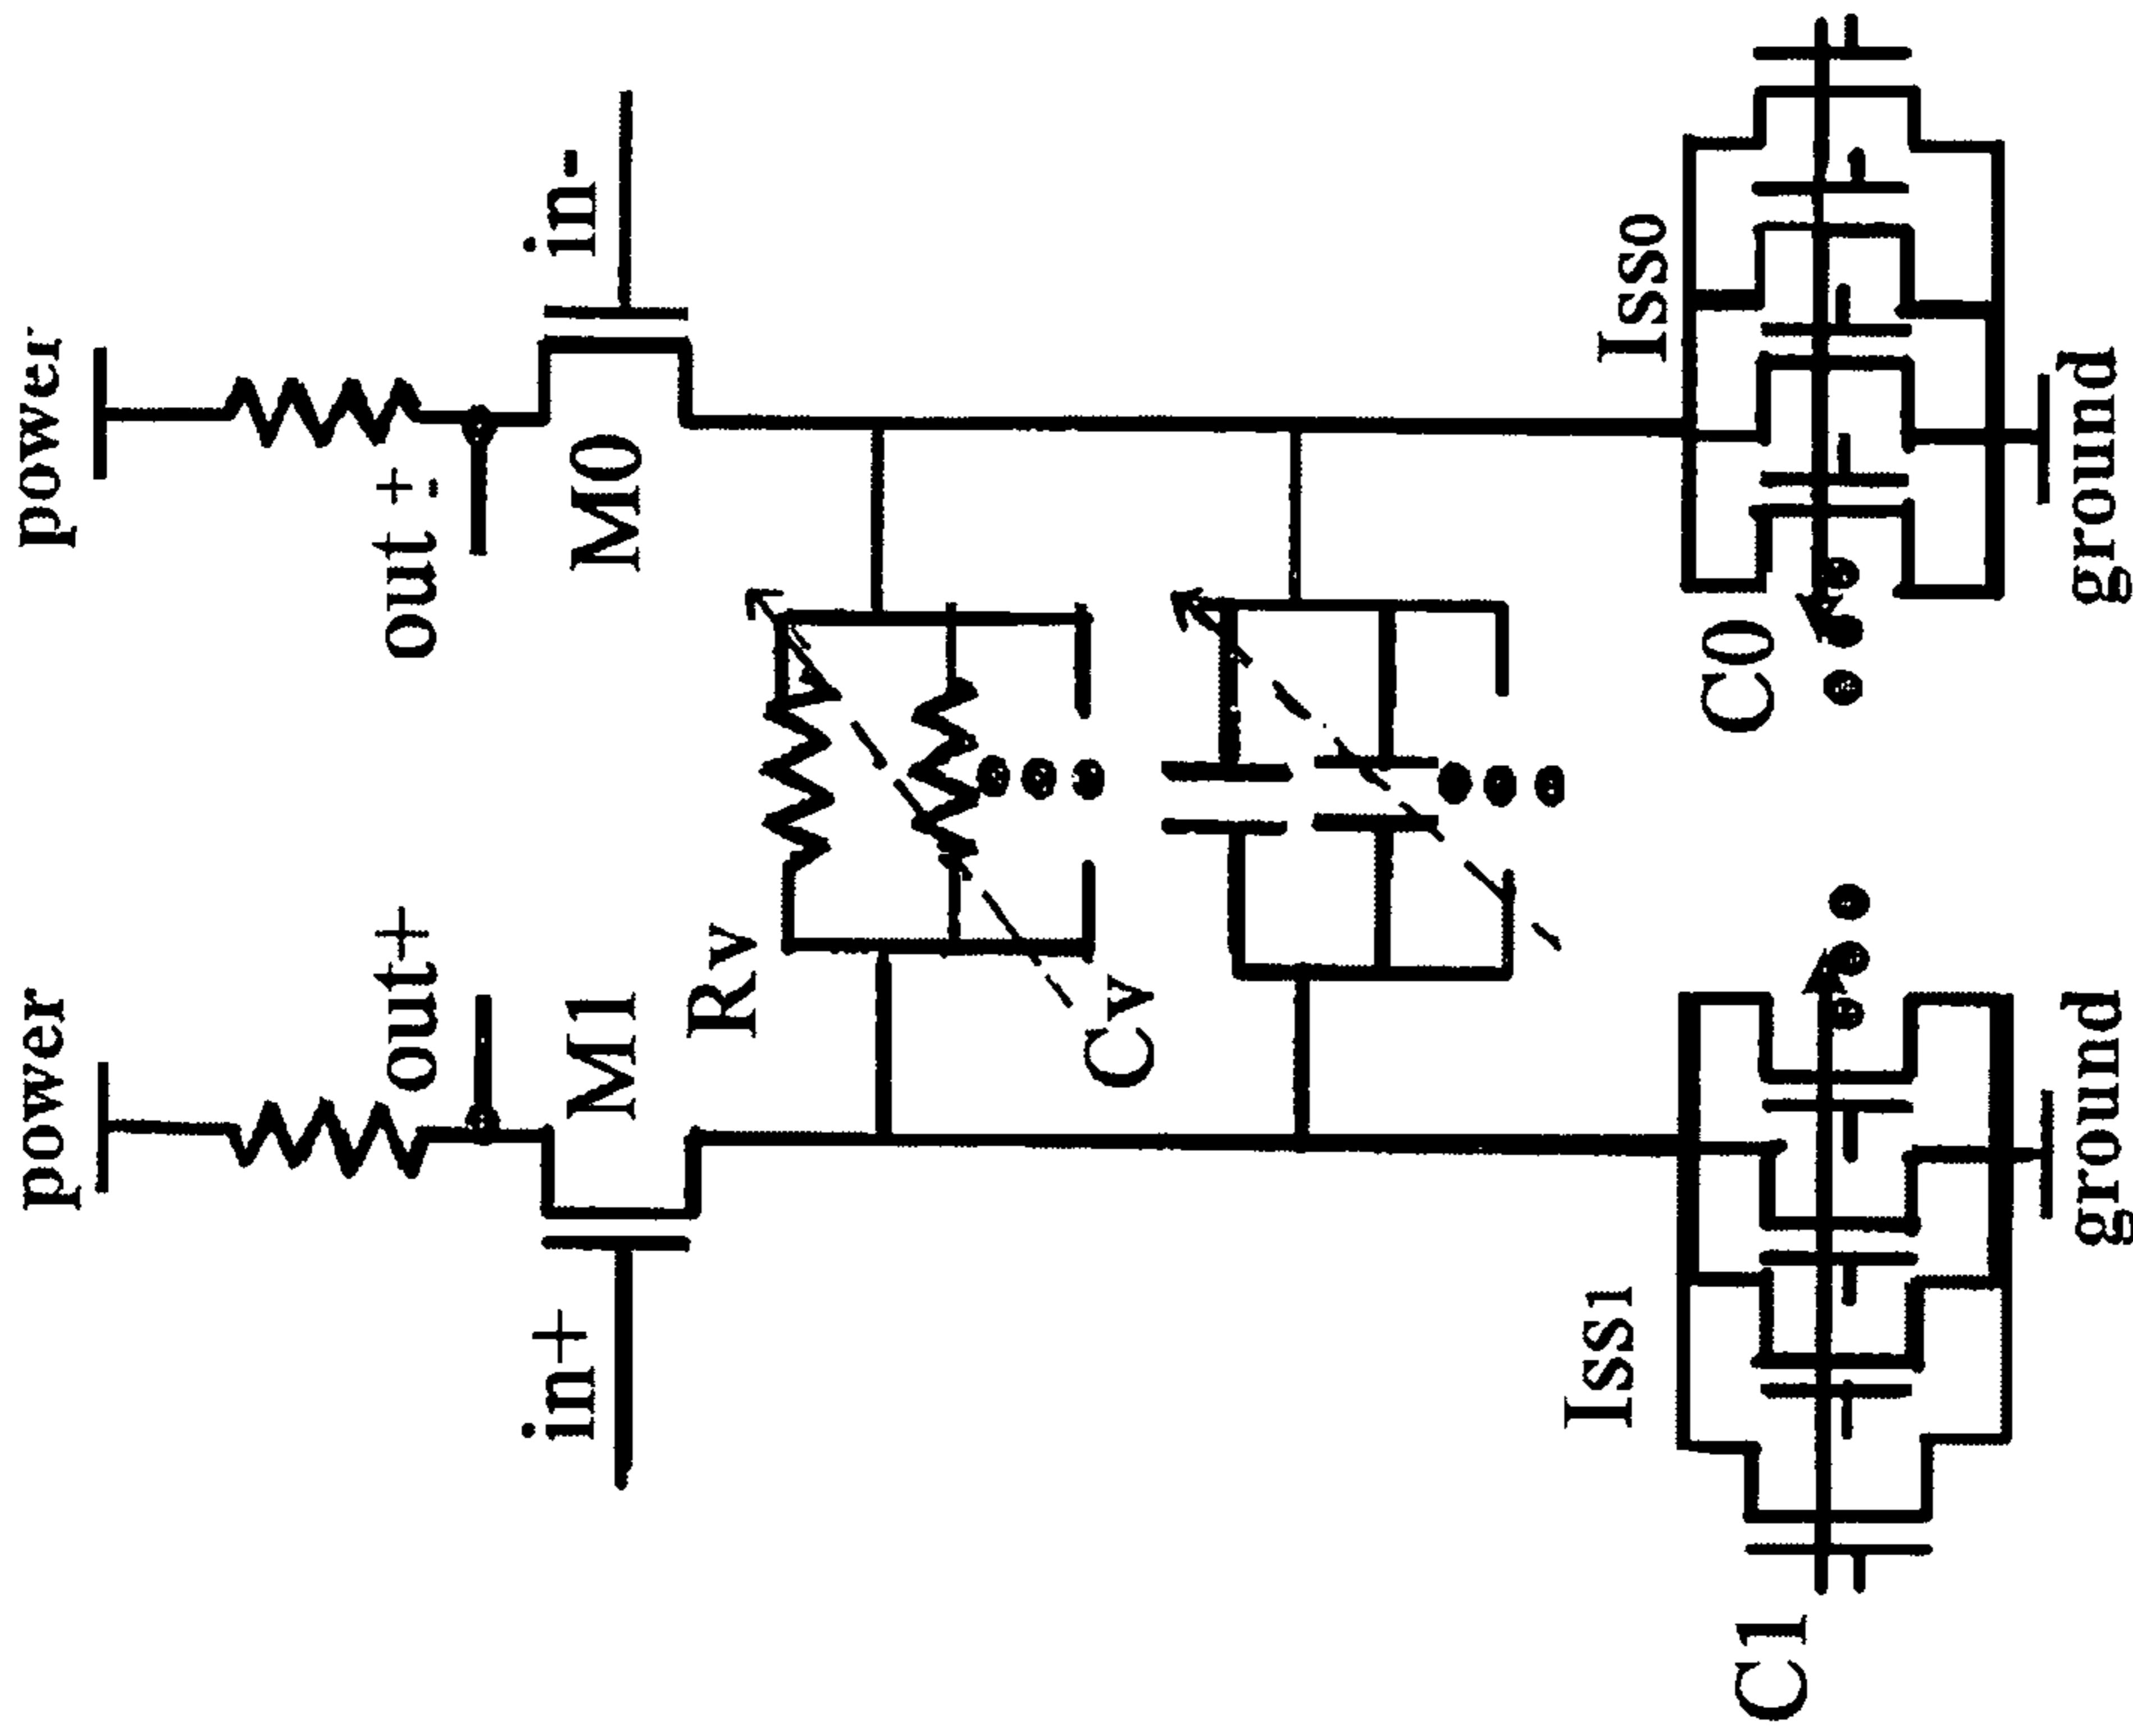 power
power
out+
out +
in+
in-
M1
M0
Rv
Cv
Iss1
Iss0
C1
C0
ground
ground